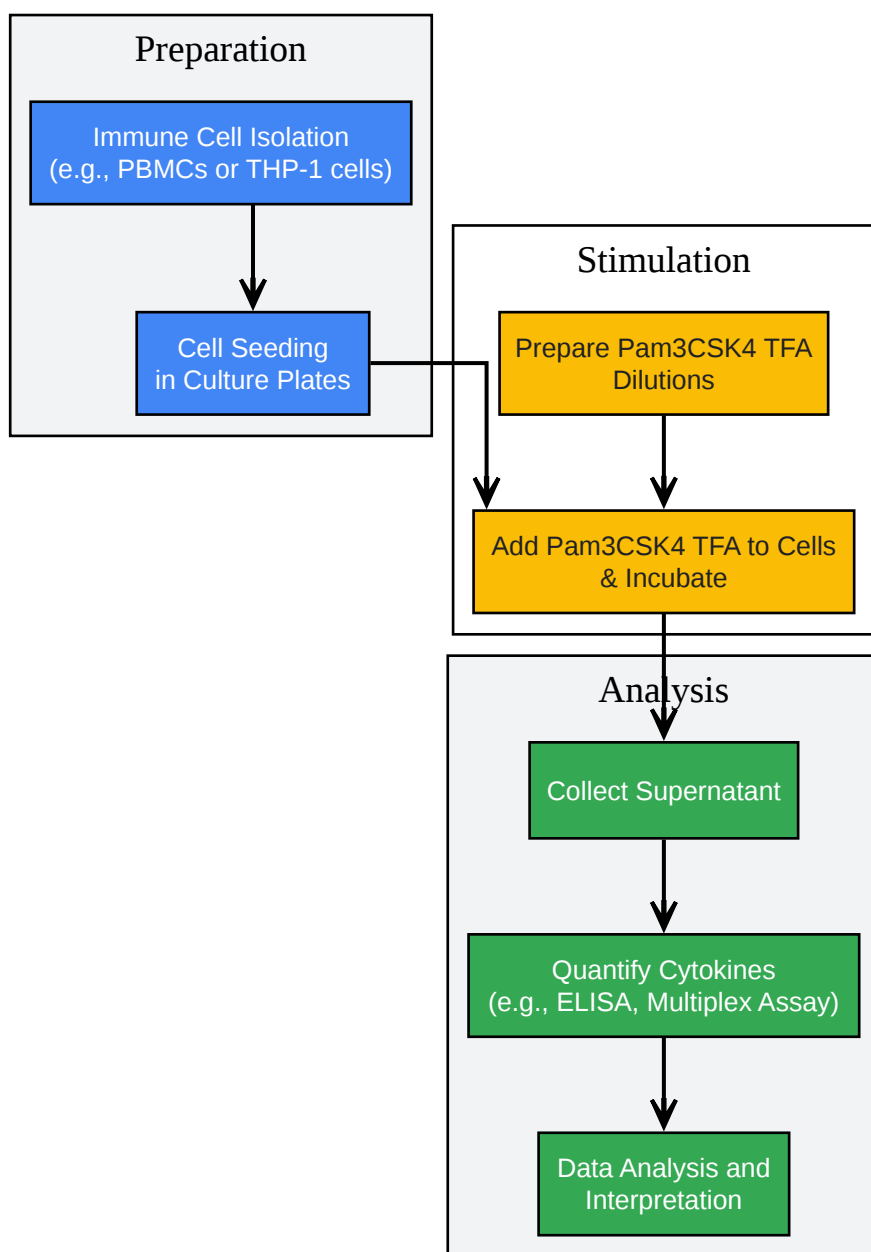 Preparation
Immune Cell Isolation
(e.g., PBMCs or THP-1 cells)
Cell Seeding
in Culture Plates
Stimulation
Prepare Pam3CSK4 TFA
Dilutions
Add Pam3CSK4 TFA to Cells
& Incubate
Analysis
Collect Supernatant
Quantify Cytokines
(e.g., ELISA, Multiplex Assay)
Data Analysis and
Interpretation